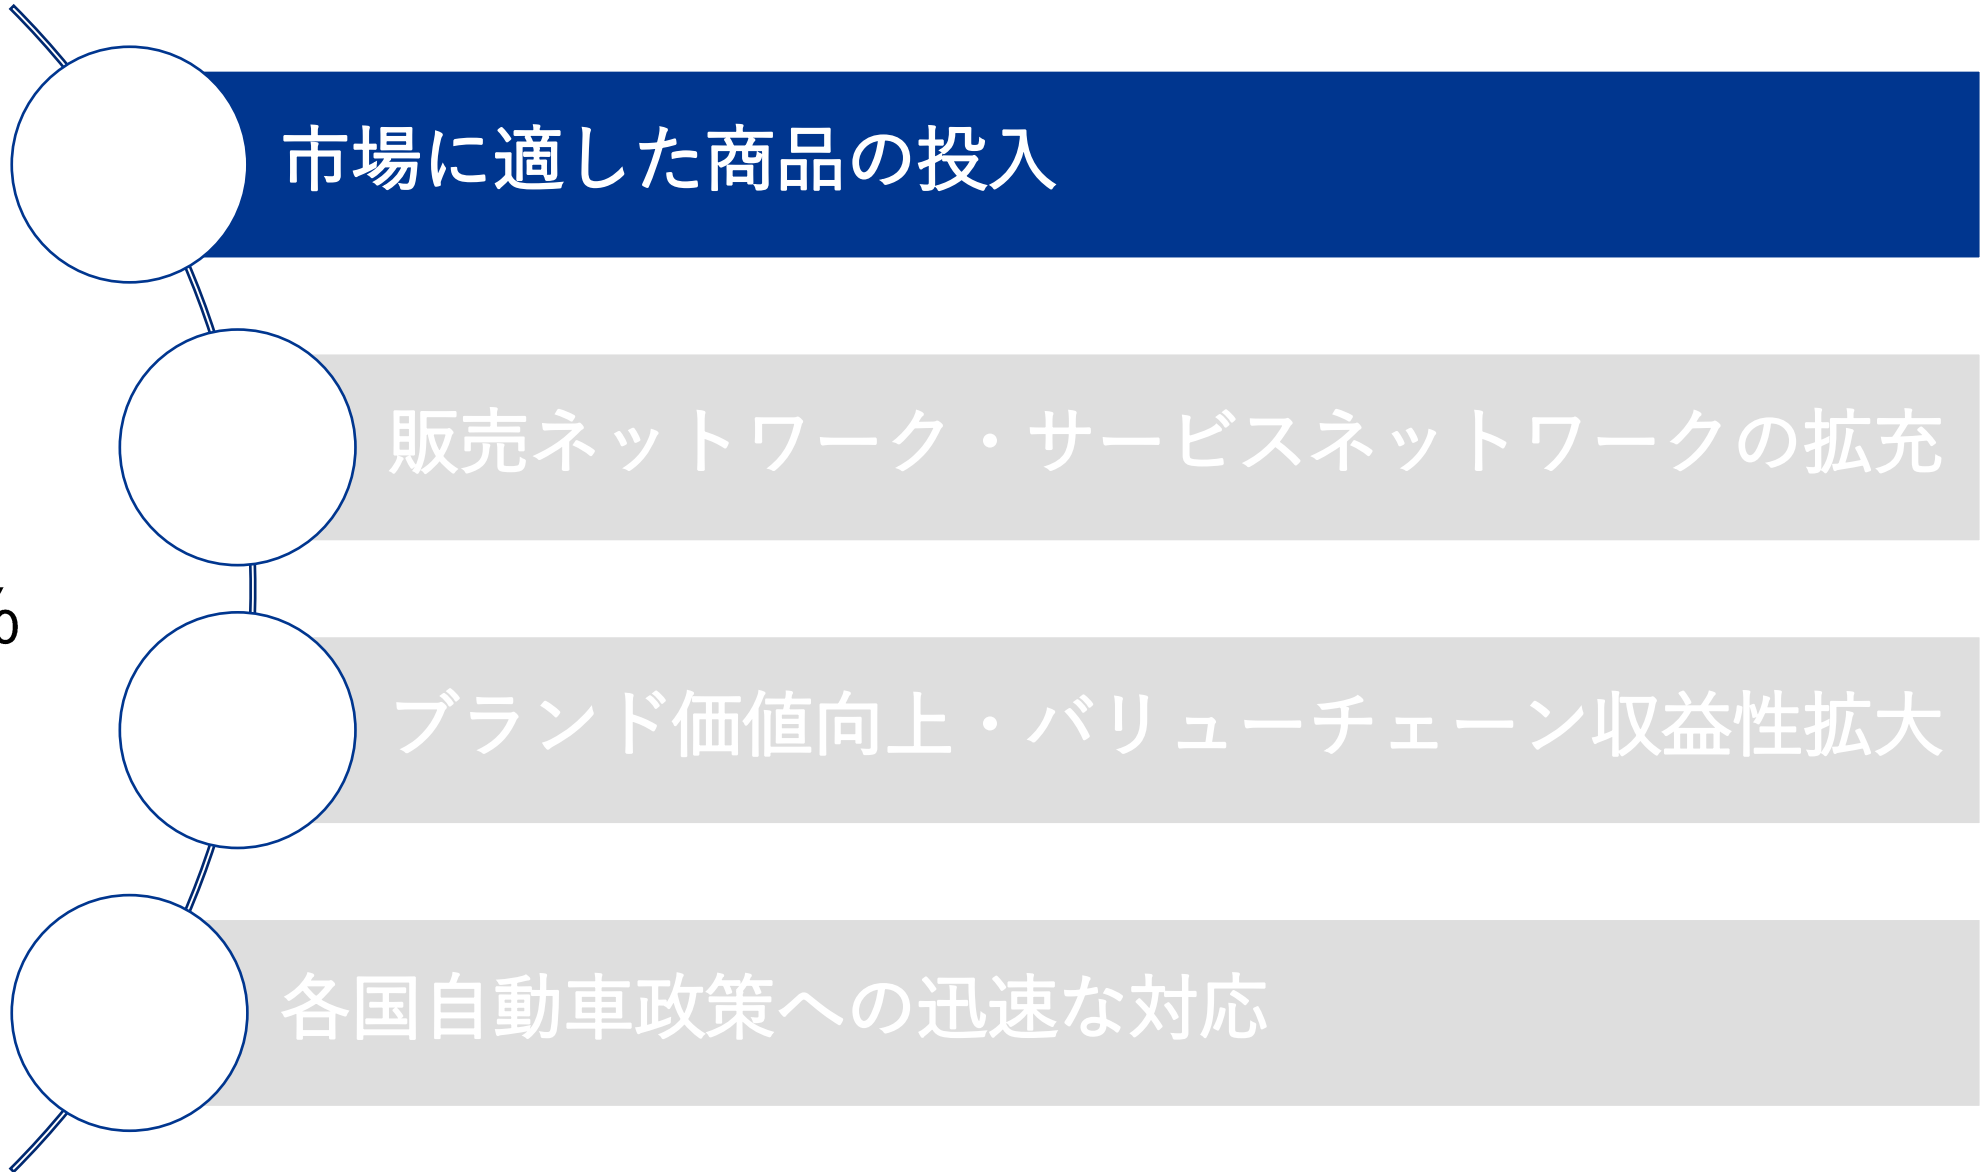 市場に適した商品の投入
販売ネットワーク・サービスネットワークの拡充
%
ブランド価値向上・バリューチェーン収益性拡大
各国自動車政策への迅速な対応